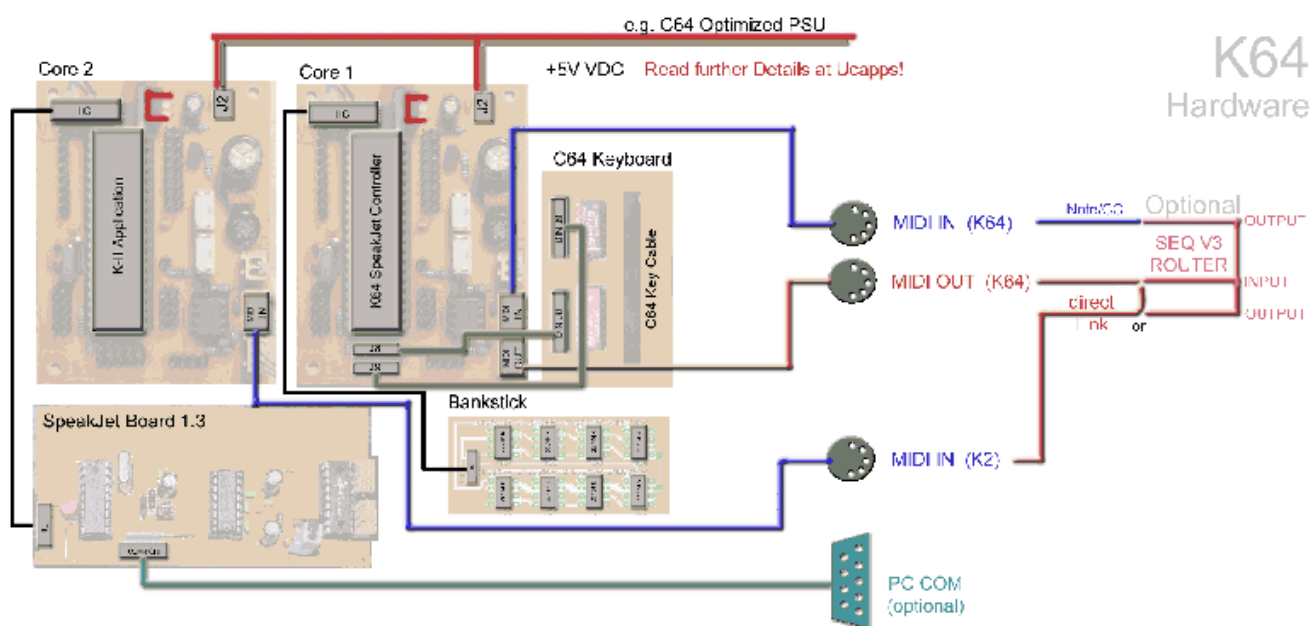 e.g. C64 Optimized PSU
K64
Hardware
Core 2
Core 1
+5V VDC
Read further Details at Ucapps!
J2
J2
IIC
IIC
C64 Keyboard
K-II Application
K64 SpeakJet Controller
C64 Key Cable
MIDI IN (K64)
Optional
OUTPUT
SEQ V3
ROUTER
MIDI OUT (K64)
INPUT
direct
or
OUTPUT
MIDI
IN
MIDI
IN
MIDI
OUT
Bankstick
SpeakJet Board 1.3
MIDI IN (K2)
PC COM
(optional)